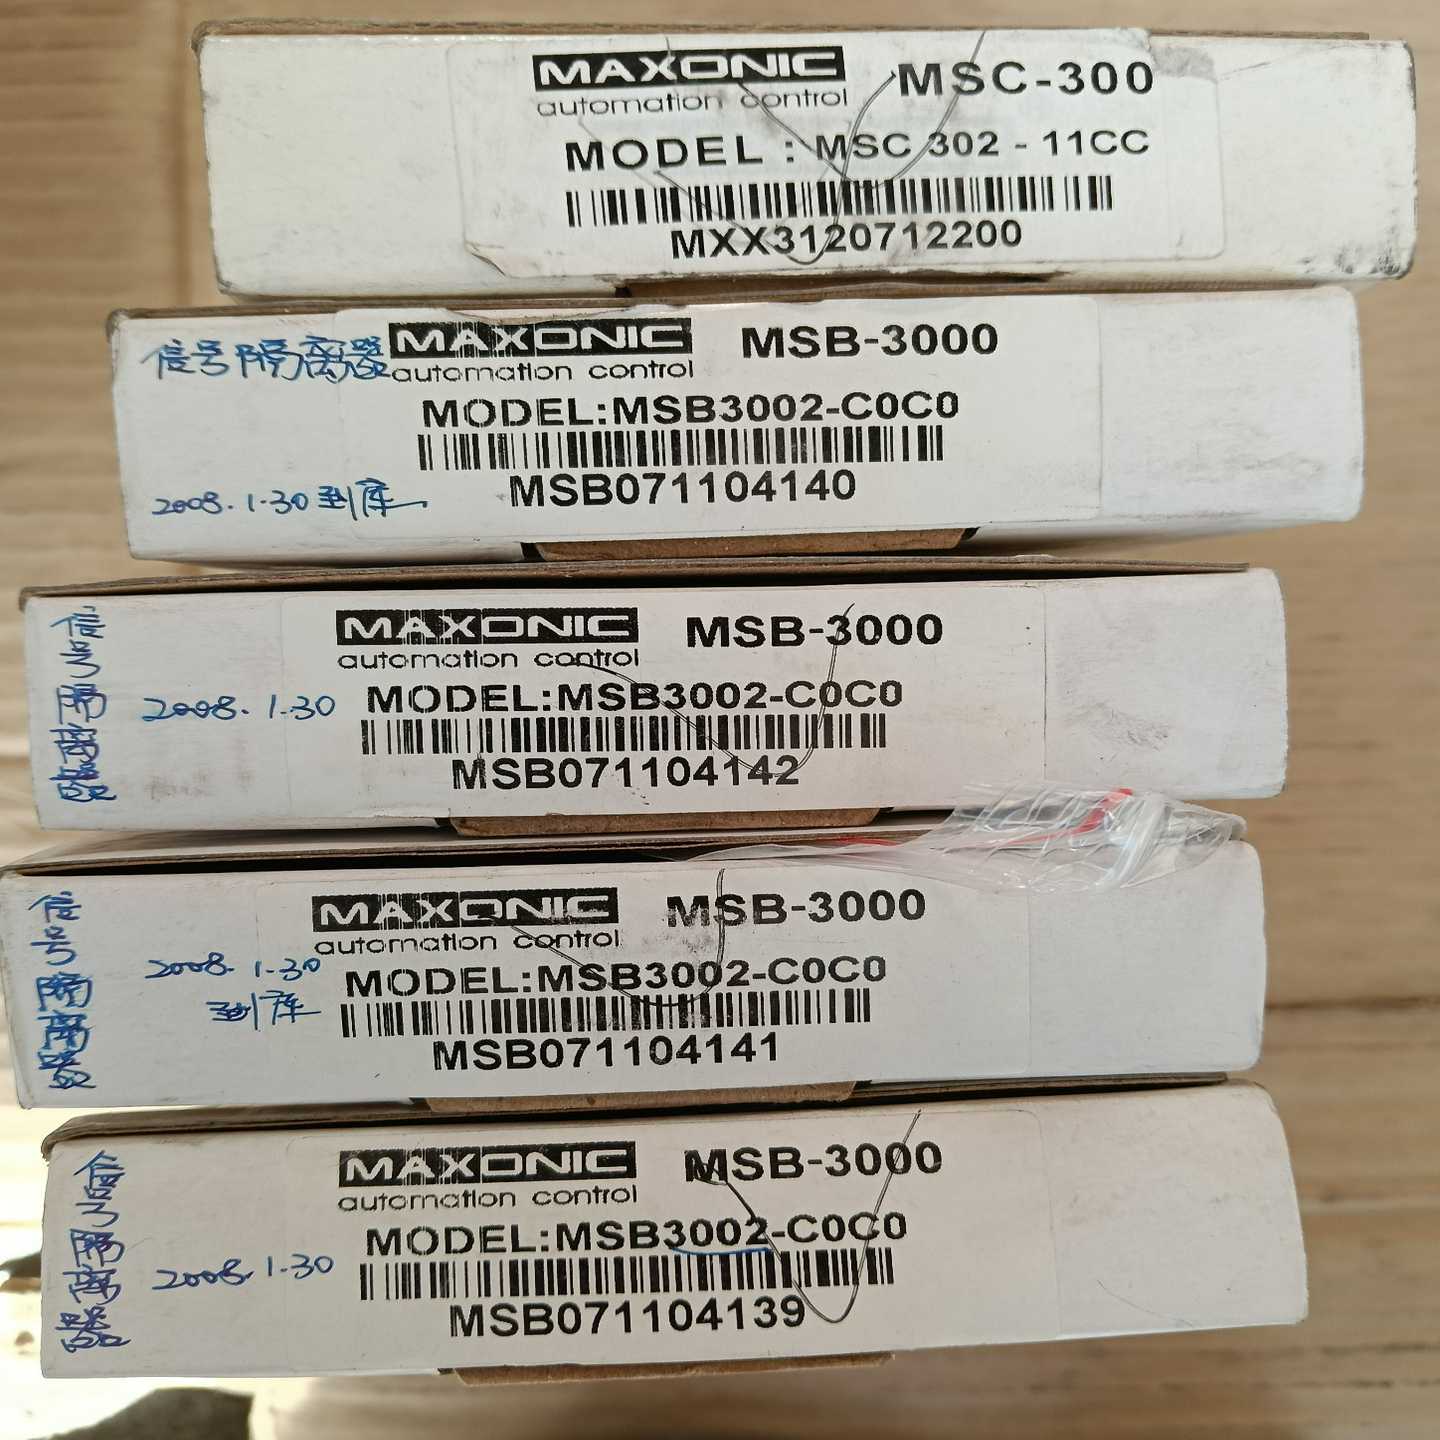 MAXONIC MSC-300
automation control
MODEL : MSC 302 - 11CC
MXX3120712200
信号隔离器 MAXONIC MSB-3000
automation control
MODEL:MSB3002-C0C0
MSB071104140
2008.1.30到库
MAXONIC MSB-3000
automation control
MODEL:MSB3002-C0C0
MSB071104142
信号隔离器
2008.1.30
MAXONIC MSB-3000
automation control
MODEL:MSB3002-C0C0
MSB071104141
信号隔离器
2008.1.30
到库
MAXONIC MSB-3000
automation control
MODEL:MSB3002-C0C0
MSB071104139
信号隔离器
2008.1.30